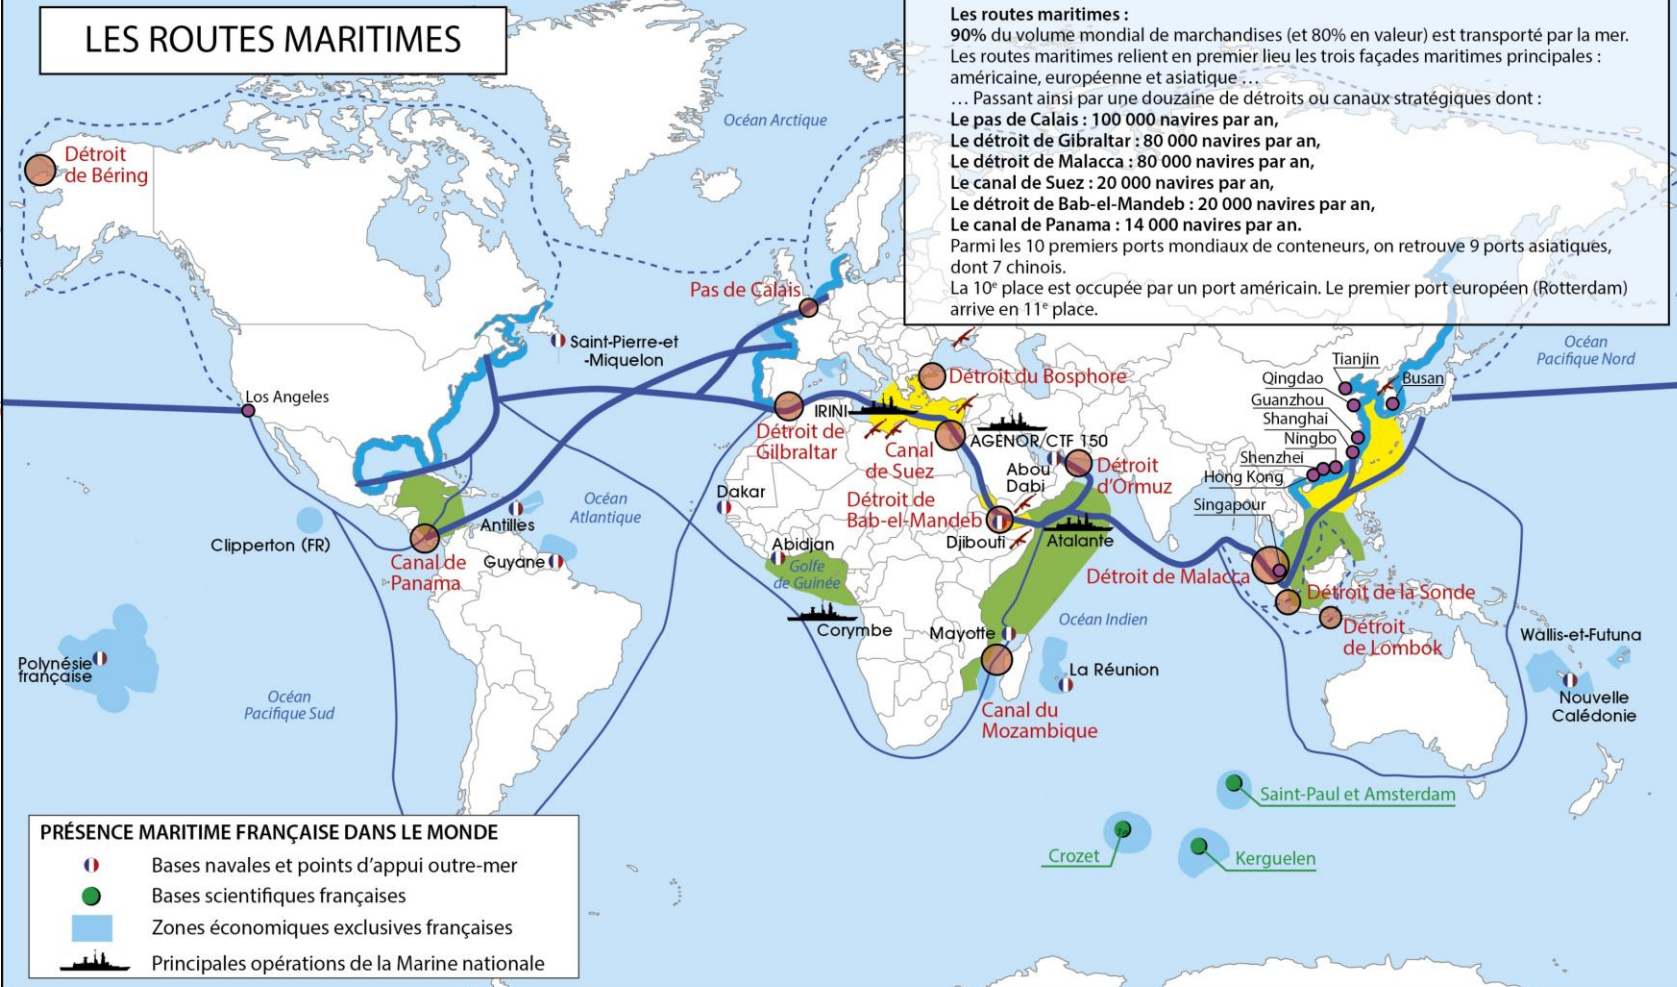 LES ROUTES MARITIMES
Les routes maritimes :
90% du volume mondial de marchandises (et 80% en valeur) est transporté par la mer.
Les routes maritimes relient en premier lieu les trois façades maritimes principales :
américaine, européenne et asiatique …
… Passant ainsi par une douzaine de détroits ou canaux stratégiques dont :
Le pas de Calais : 100 000 navires par an,
Le détroit de Gibraltar : 80 000 navires par an,
Le détroit de Malacca : 80 000 navires par an,
Le canal de Suez : 20 000 navires par an,
Le détroit de Bab-el-Mandeb : 20 000 navires par an,
Le canal de Panama : 14 000 navires par an.
Parmi les 10 premiers ports mondiaux de conteneurs, on retrouve 9 ports asiatiques,
dont 7 chinois.
La 10e place est occupée par un port américain. Le premier port européen (Rotterdam)
arrive en 11e place.
Océan Arctique
Détroit
de Béring
Pas de Calais
Saint-Pierre-et
-Miquelon
Océan
Pacifique Nord
Los Angeles
Détroit du Bosphore
IRINI
Détroit de
Gilbraltar
Canal
de Suez
AGENOR/CTF 150
Abou
Dabi
Détroit
d'Ormuz
Tianjin
Qingdao
Busan
Guanzhou
Shanghai
Ningbo
Shenzhei
Hong Kong
Singapour
Dakar
Océan
Atlantique
Antilles
Clipperton (FR)
Canal de
Panama
Guyane
Abidjan
Golfe
de Guinée
Corymbe
Détroit de
Bab-el-Mandeb
Djibouti
Atalante
Détroit de Malacca
Détroit de la Sonde
Détroit
de Lombok
Océan Indien
Mayotte
La Réunion
Canal du
Mozambique
Wallis-et-Futuna
Nouvelle
Calédonie
Polynésie
française
Océan
Pacifique Sud
Saint-Paul et Amsterdam
Crozet
Kerguelen
PRÉSENCE MARITIME FRANÇAISE DANS LE MONDE
Bases navales et points d'appui outre-mer
Bases scientifiques françaises
Zones économiques exclusives françaises
Principales opérations de la Marine nationale